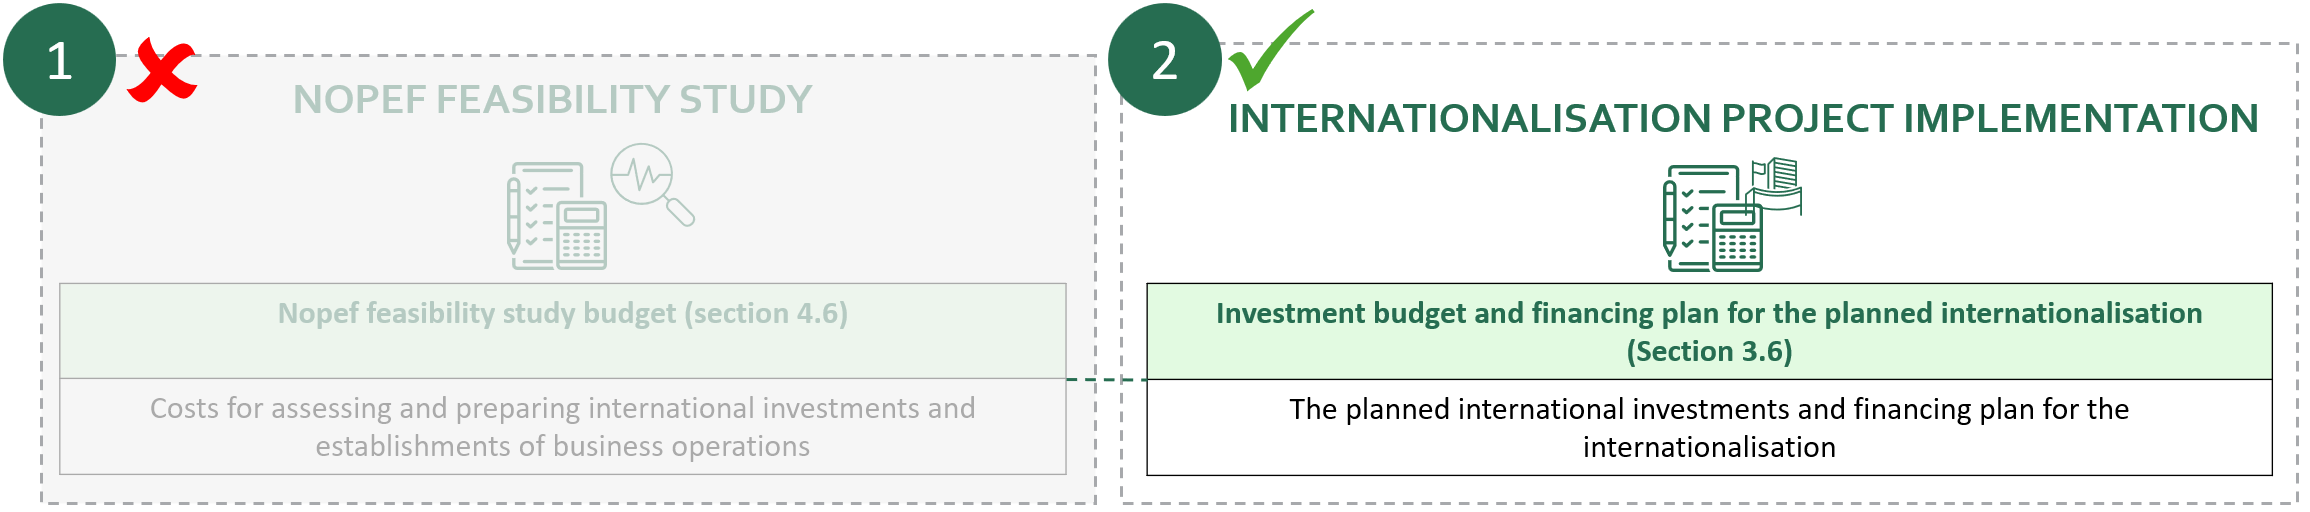 1
NOPEF FEASIBILITY STUDY
Nopef feasibility study budget (section 4.6)
Costs for assessing and preparing international investments and
establishments of business operations
2
INTERNATIONALISATION PROJECT IMPLEMENTATION
Investment budget and financing plan for the planned internationalisation
(Section 3.6)
The planned international investments and financing plan for the
internationalisation